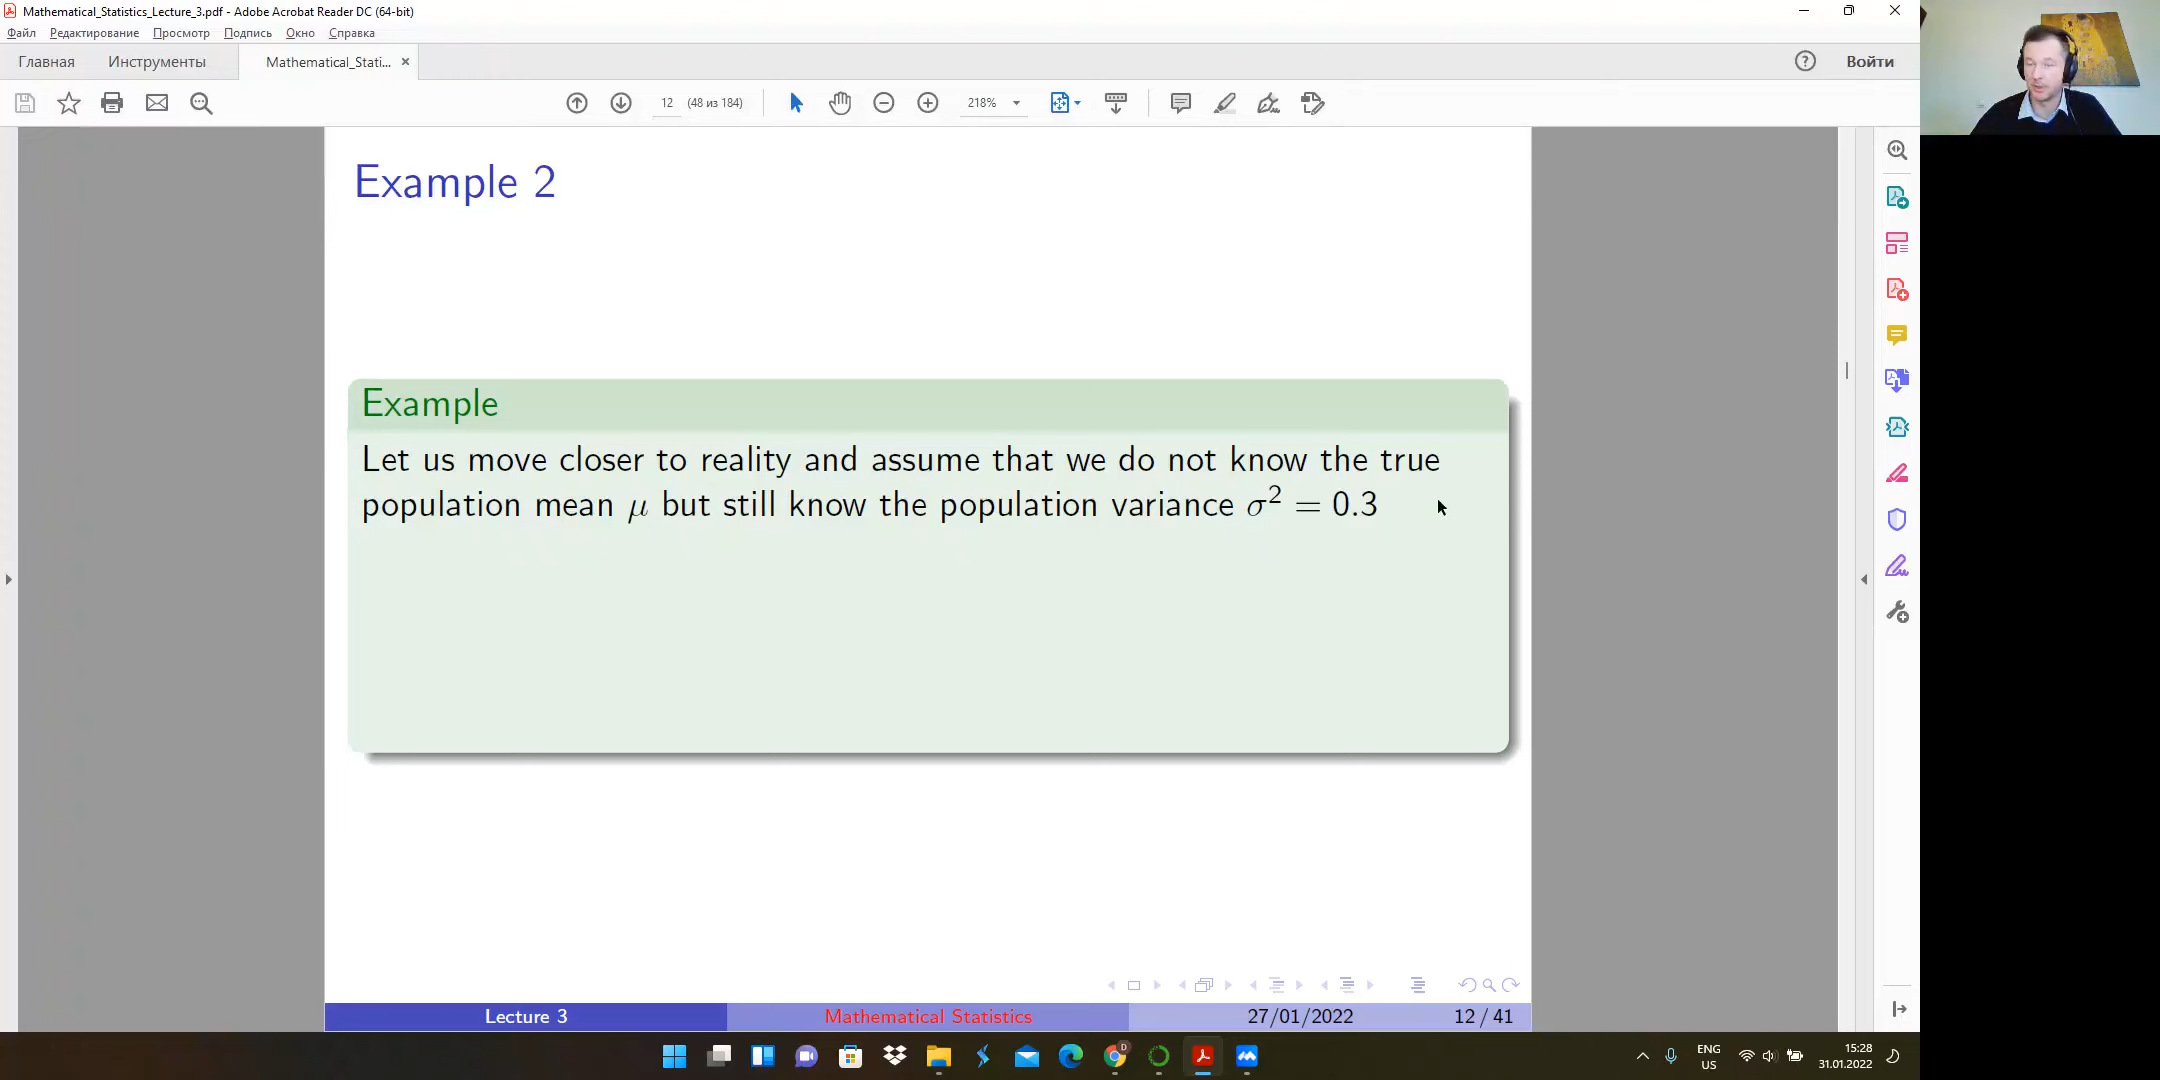 Mathematical_Statistics_Lecture_3.pdf - Adobe Acrobat Reader DC (64-bit)
Файл Редактирование Просмотр Подпись Окно Справка
Главная Инструменты Mathematical_Stati... × Войти
12 (48 из 184) 218%
Example 2
Example
Let us move closer to reality and assume that we do not know the true
population mean μ but still know the population variance σ² = 0.3
Lecture 3 Mathematical Statistics 27/01/2022 12 / 41
ENG
US
15:28
31.01.2022